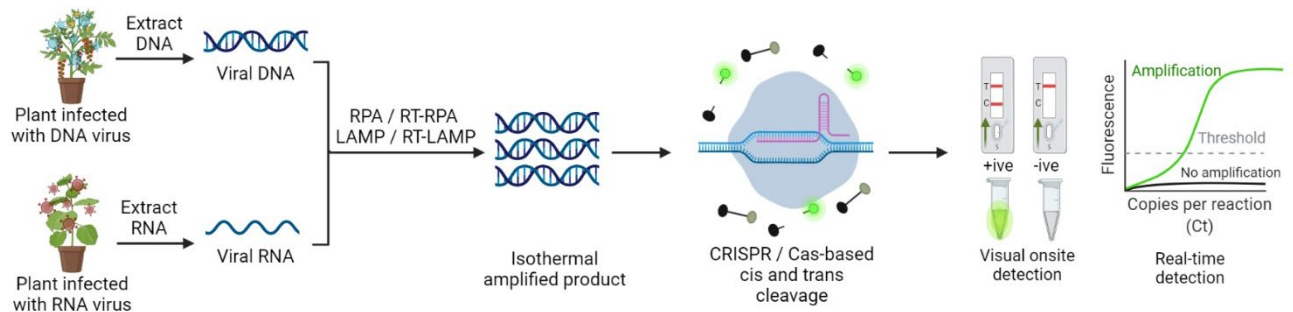 Extract
DNA
Viral DNA
Plant infected
with DNA virus
Extract
RNA
Viral RNA
Plant infected
with RNA virus
RPA / RT-RPA
LAMP / RT-LAMP
Isothermal
amplified product
CRISPR / Cas-based
cis and trans
cleavage
T
C
S
+ive
T
C
S
-ive
Visual onsite
detection
Fluorescence
Amplification
Threshold
No amplification
Copies per reaction
(Ct)
Real-time
detection